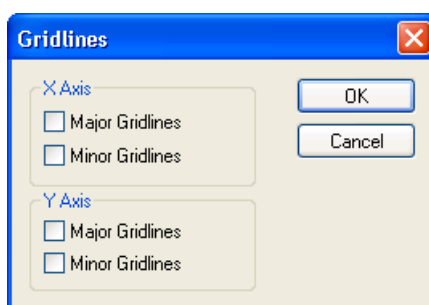 Gridlines
X Axis
Major Gridlines
Minor Gridlines
OK
Cancel
Y Axis
Major Gridlines
Minor Gridlines